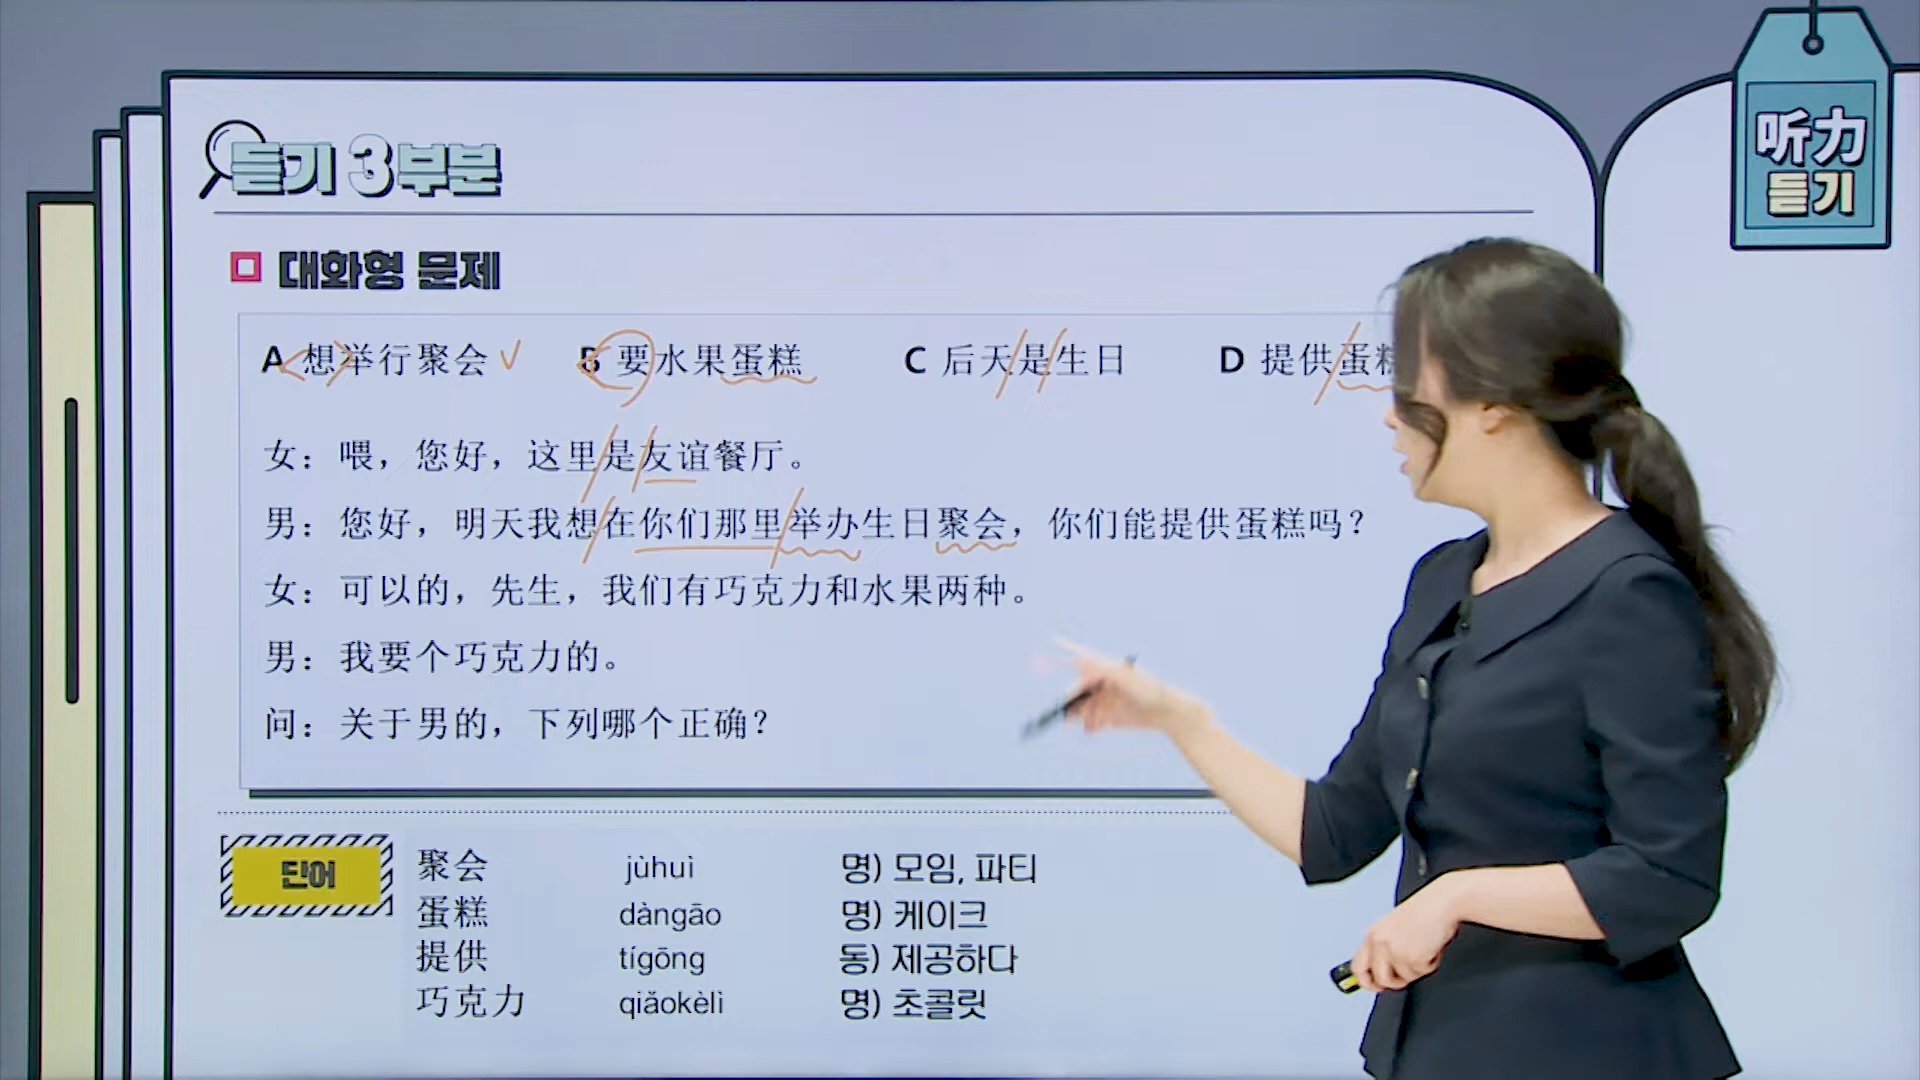 听力
듣기
듣기 3부분
대화형 문제
A 想举行聚会 B 要水果蛋糕 C 后天是生日 D 提供蛋糕
女：喂，您好，这里是友谊餐厅。
男：您好，明天我想在你们那里举办生日聚会，你们能提供蛋糕吗？
女：可以的，先生，我们有巧克力和水果两种。
男：我要个巧克力的。
问：关于男的，下列哪个正确？
단어
聚会 jùhuì 명) 모임, 파티
蛋糕 dàngāo 명) 케이크
提供 tígōng 동) 제공하다
巧克力 qiǎokèlì 명) 초콜릿